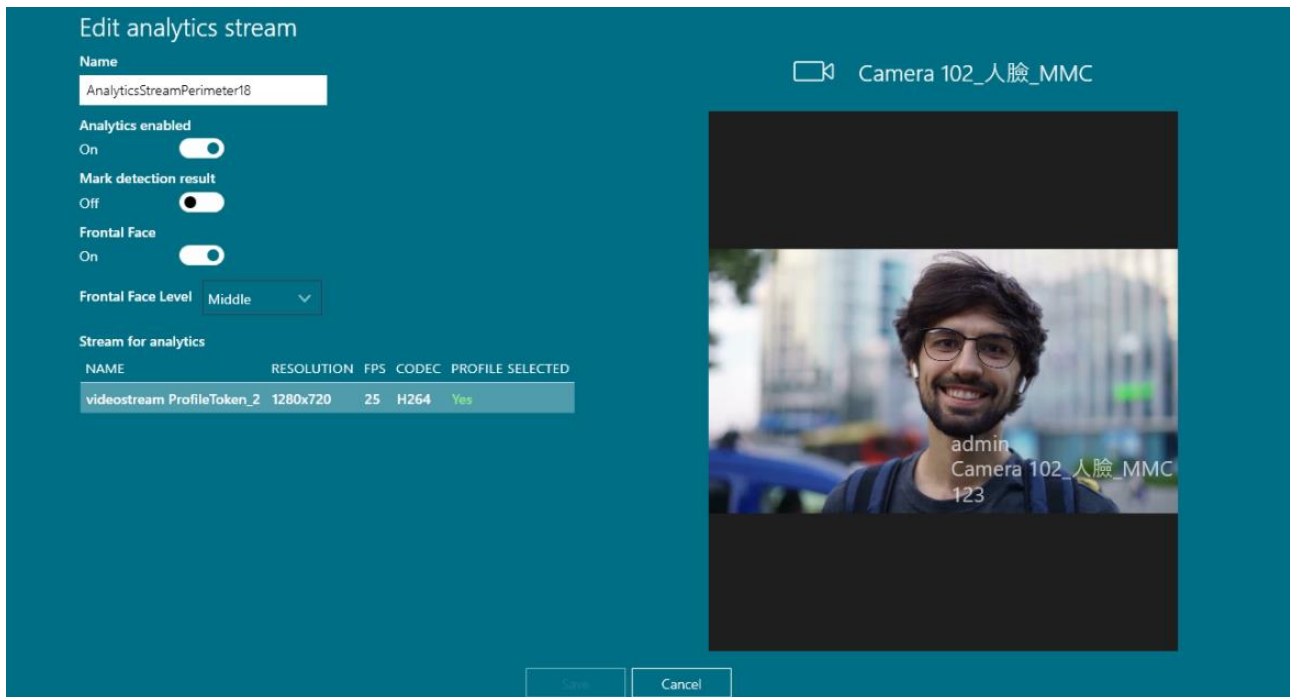 Edit analytics stream
Name
AnalyticsStreamPerimeter18
Analytics enabled
On
Mark detection result
Off
Frontal Face
On
Frontal Face Level Middle
Stream for analytics
NAME RESOLUTION FPS CODEC PROFILE SELECTED
videostream ProfileToken_2 1280x720 25 H264 Yes
Camera 102_人臉_MMC
admin
Camera 102_人臉_MMC
123
Save Cancel